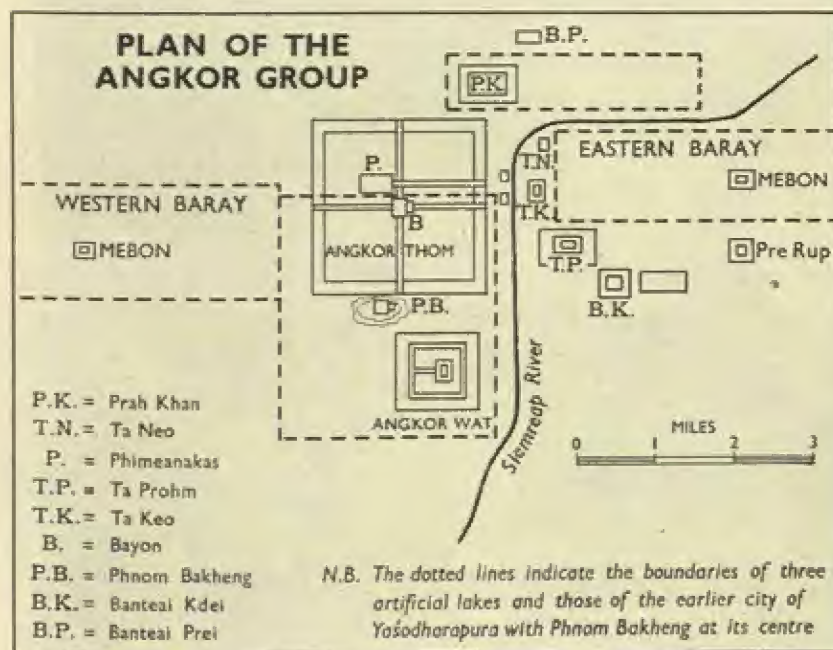 PLAN OF THE
ANGKOR GROUP
B.P.
P.K.
T.N.
EASTERN BARAY
P.
MEBON
WESTERN BARAY
T.K.
B
MEBON
ANGKOR THOM
T.P.
Pre Rup
P.B.
B.K.
ANGKOR WAT
Siemreap River
MILES
0 1 2 3
P.K. = Prah Khan
T.N. = Ta Neo
P. = Phimeanakas
T.P. = Ta Prohm
T.K. = Ta Keo
B. = Bayon
P.B. = Phnom Bakheng
B.K. = Banteai Kdei
B.P. = Banteai Prei
N.B. The dotted lines indicate the boundaries of three
artificial lakes and those of the earlier city of
Yaśodharapura with Phnom Bakheng at its centre